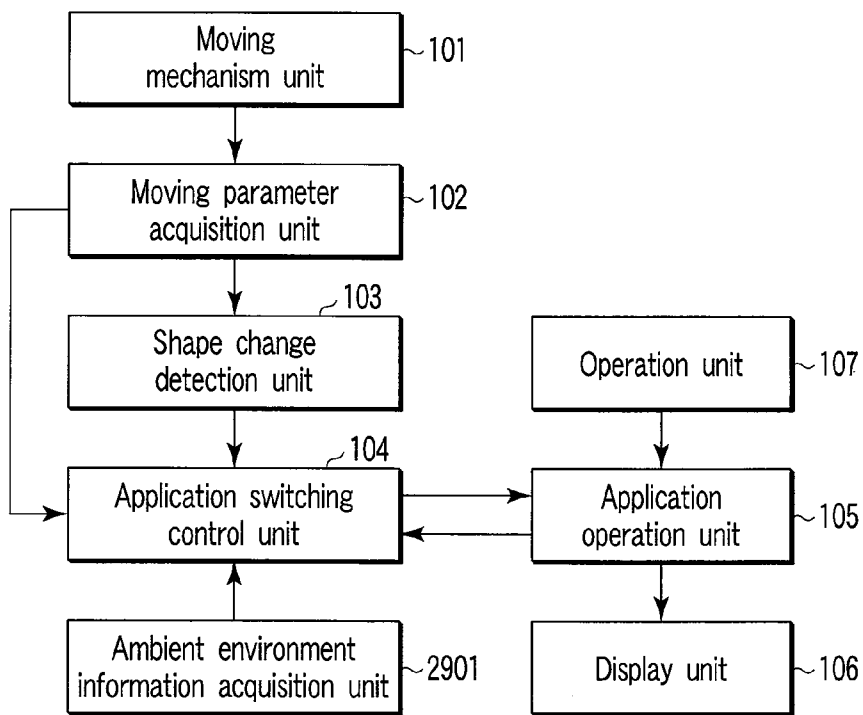 Moving
mechanism unit
101
Moving parameter
acquisition unit
102
103
Shape change
detection unit
Operation unit
107
104
Application switching
control unit
Application
operation unit
105
Ambient environment
information acquisition unit
2901
Display unit
106